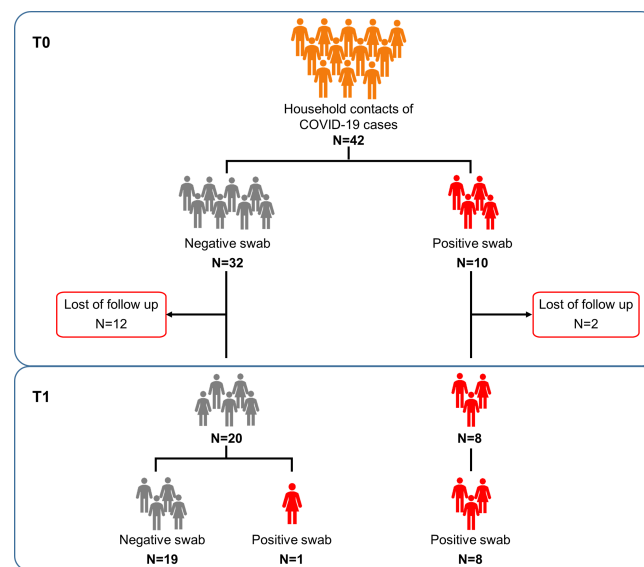 T0
Household contacts of
COVID-19 cases
N=42
Negative swab
N=32
Positive swab
N=10
Lost of follow up
N=12
Lost of follow up
N=2
T1
N=20
N=8
Negative swab
N=19
Positive swab
N=1
Positive swab
N=8